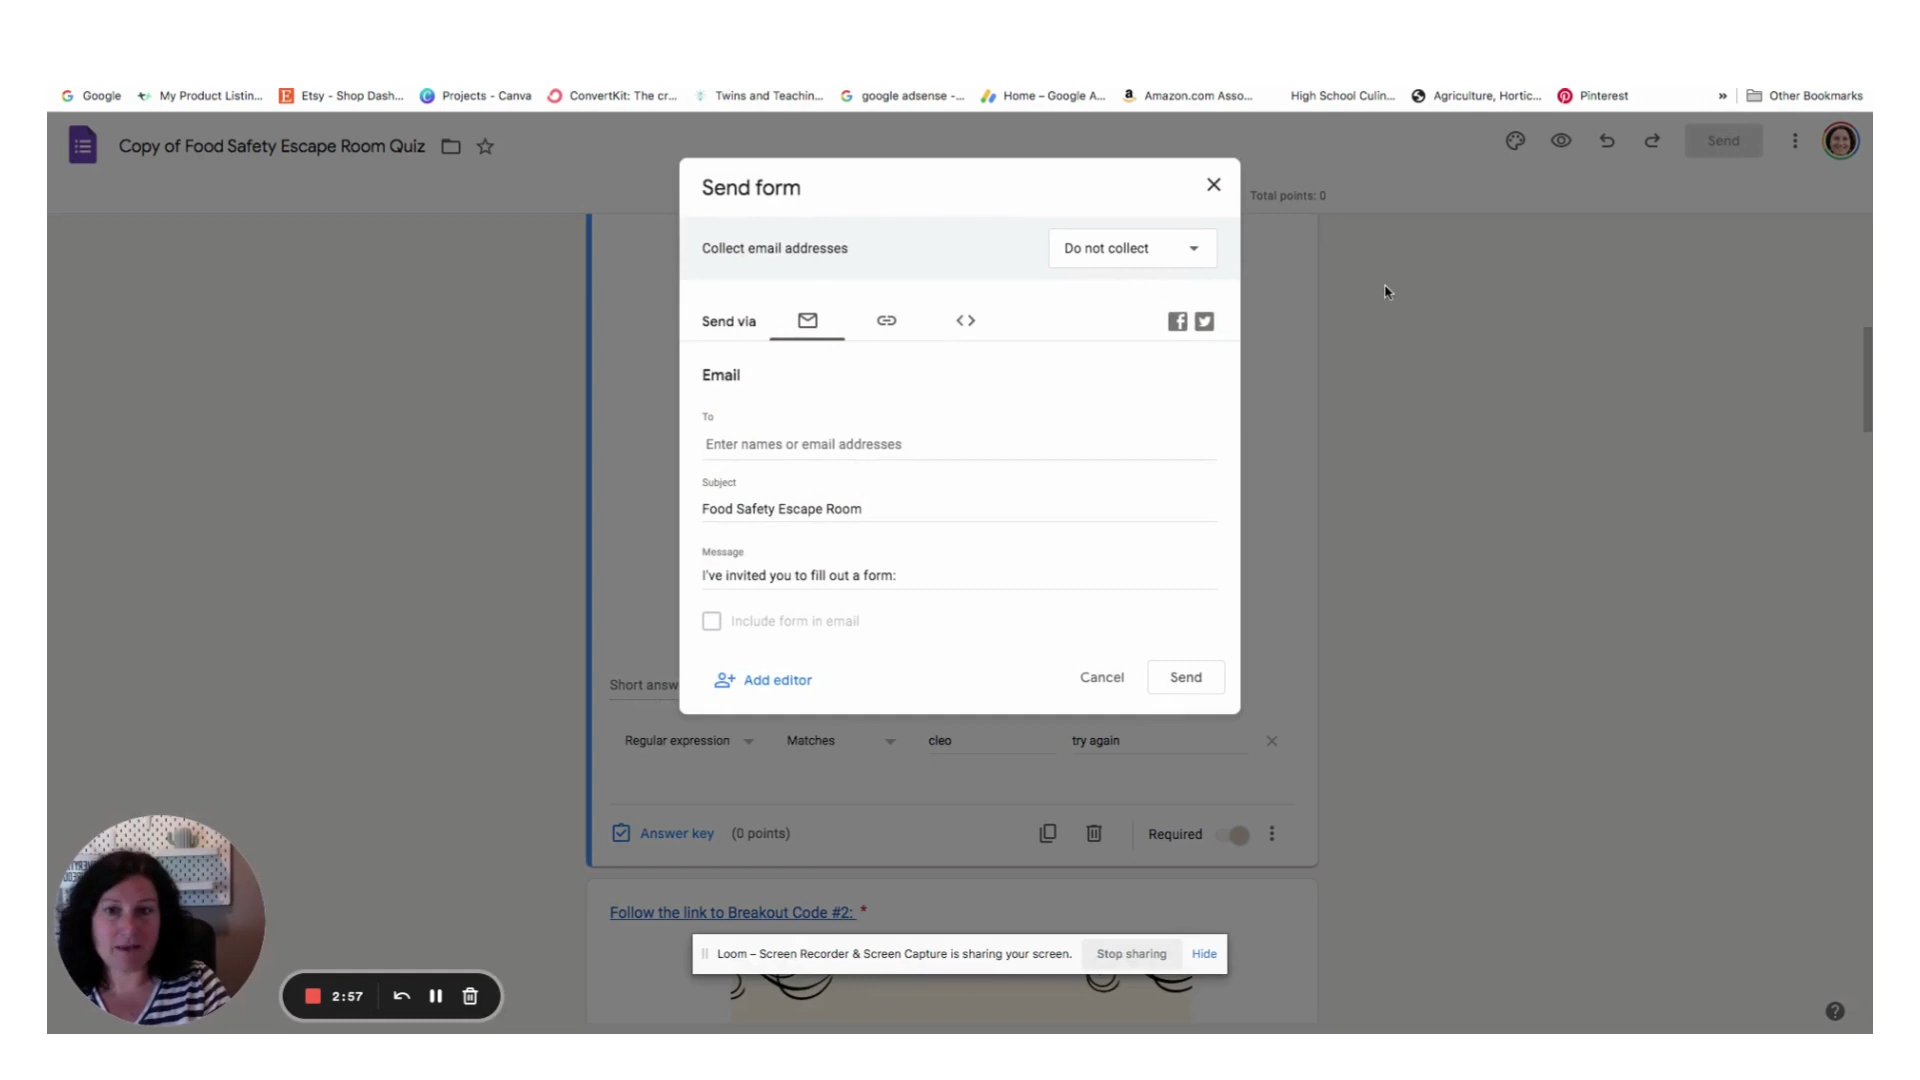 Google My Product Listin... Etsy - Shop Dash... Projects - Canva ConvertKit: The cr... Twins and Teachin... google adsense -... Home – Google A... Amazon.com Asso... High School Culin... Agriculture, Hortic... Pinterest » Other Bookmarks
Copy of Food Safety Escape Room Quiz
Send
Total points: 0
Send form
Collect email addresses
Do not collect
Send via
Email
To
Enter names or email addresses
Subject
Food Safety Escape Room
Message
I've invited you to fill out a form:
Include form in email
Add editor
Cancel
Send
Short answ
Regular expression
Matches
cleo
try again
Answer key (0 points)
Required
Follow the link to Breakout Code #2: *
Loom – Screen Recorder & Screen Capture is sharing your screen.
Stop sharing
Hide
2:57